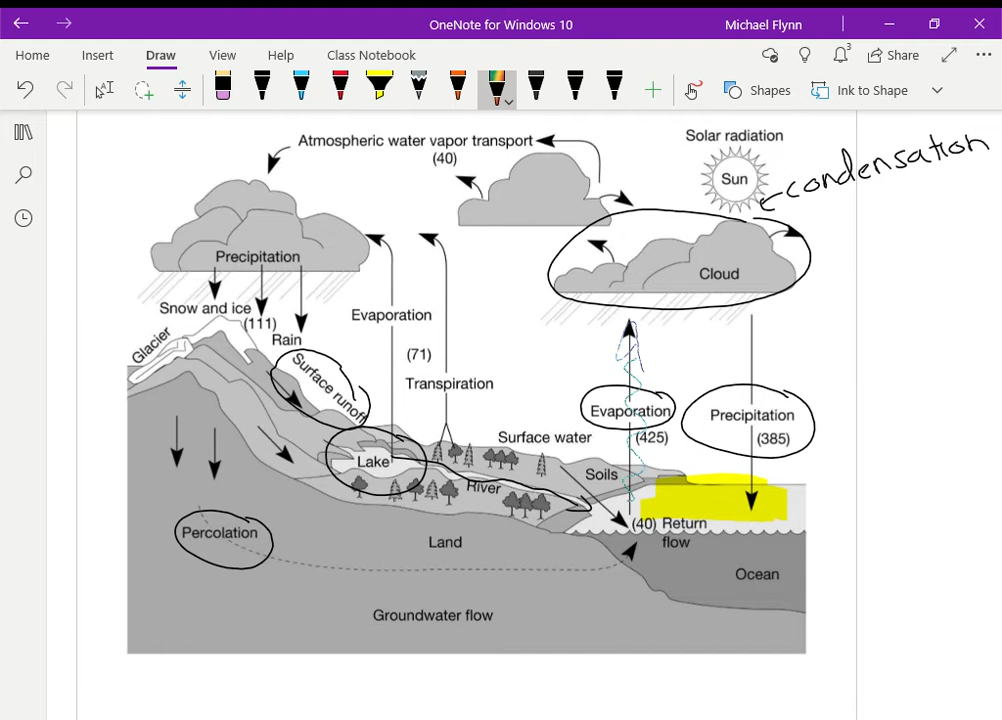 OneNote for Windows 10
Michael Flynn
Home Insert Draw View Help Class Notebook
3
Share
Shapes
Ink to Shape
Atmospheric water vapor transport
(40)
Solar radiation
Sun
condensation
Precipitation
Cloud
Snow and ice
(111)
Rain
Glacier
Surface runoff
Evaporation
(71)
Transpiration
Evaporation
(425)
Precipitation
(385)
Surface water
Lake
Soils
River
(40) Return
flow
Percolation
Land
Ocean
Groundwater flow